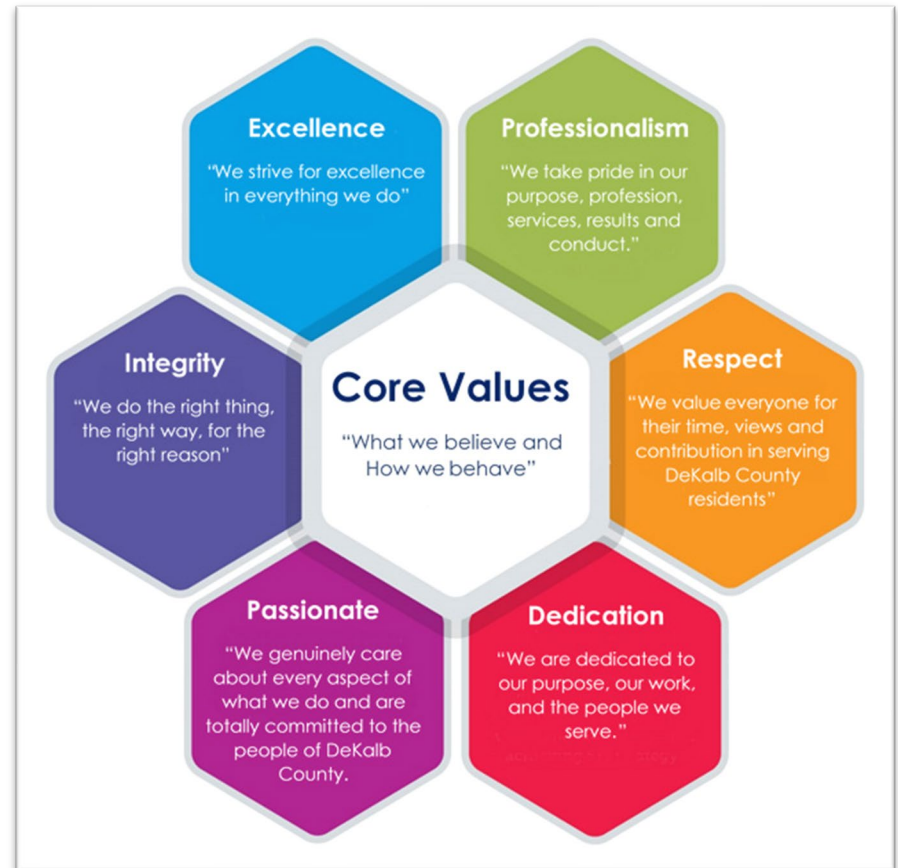 Excellence
“We strive for excellence
in everything we do”
Professionalism
“We take pride in our
purpose, profession,
services, results and
conduct.”
Integrity
“We do the right thing,
the right way, for the
right reason”
Core Values
“What we believe and
How we behave”
Respect
“We value everyone for
their time, views and
contribution in serving
DeKalb County
residents”
Passionate
“We genuinely care
about every aspect of
what we do and are
totally committed to the
people of DeKalb
County.
Dedication
“We are dedicated to
our purpose, our work,
and the people we
serve.”